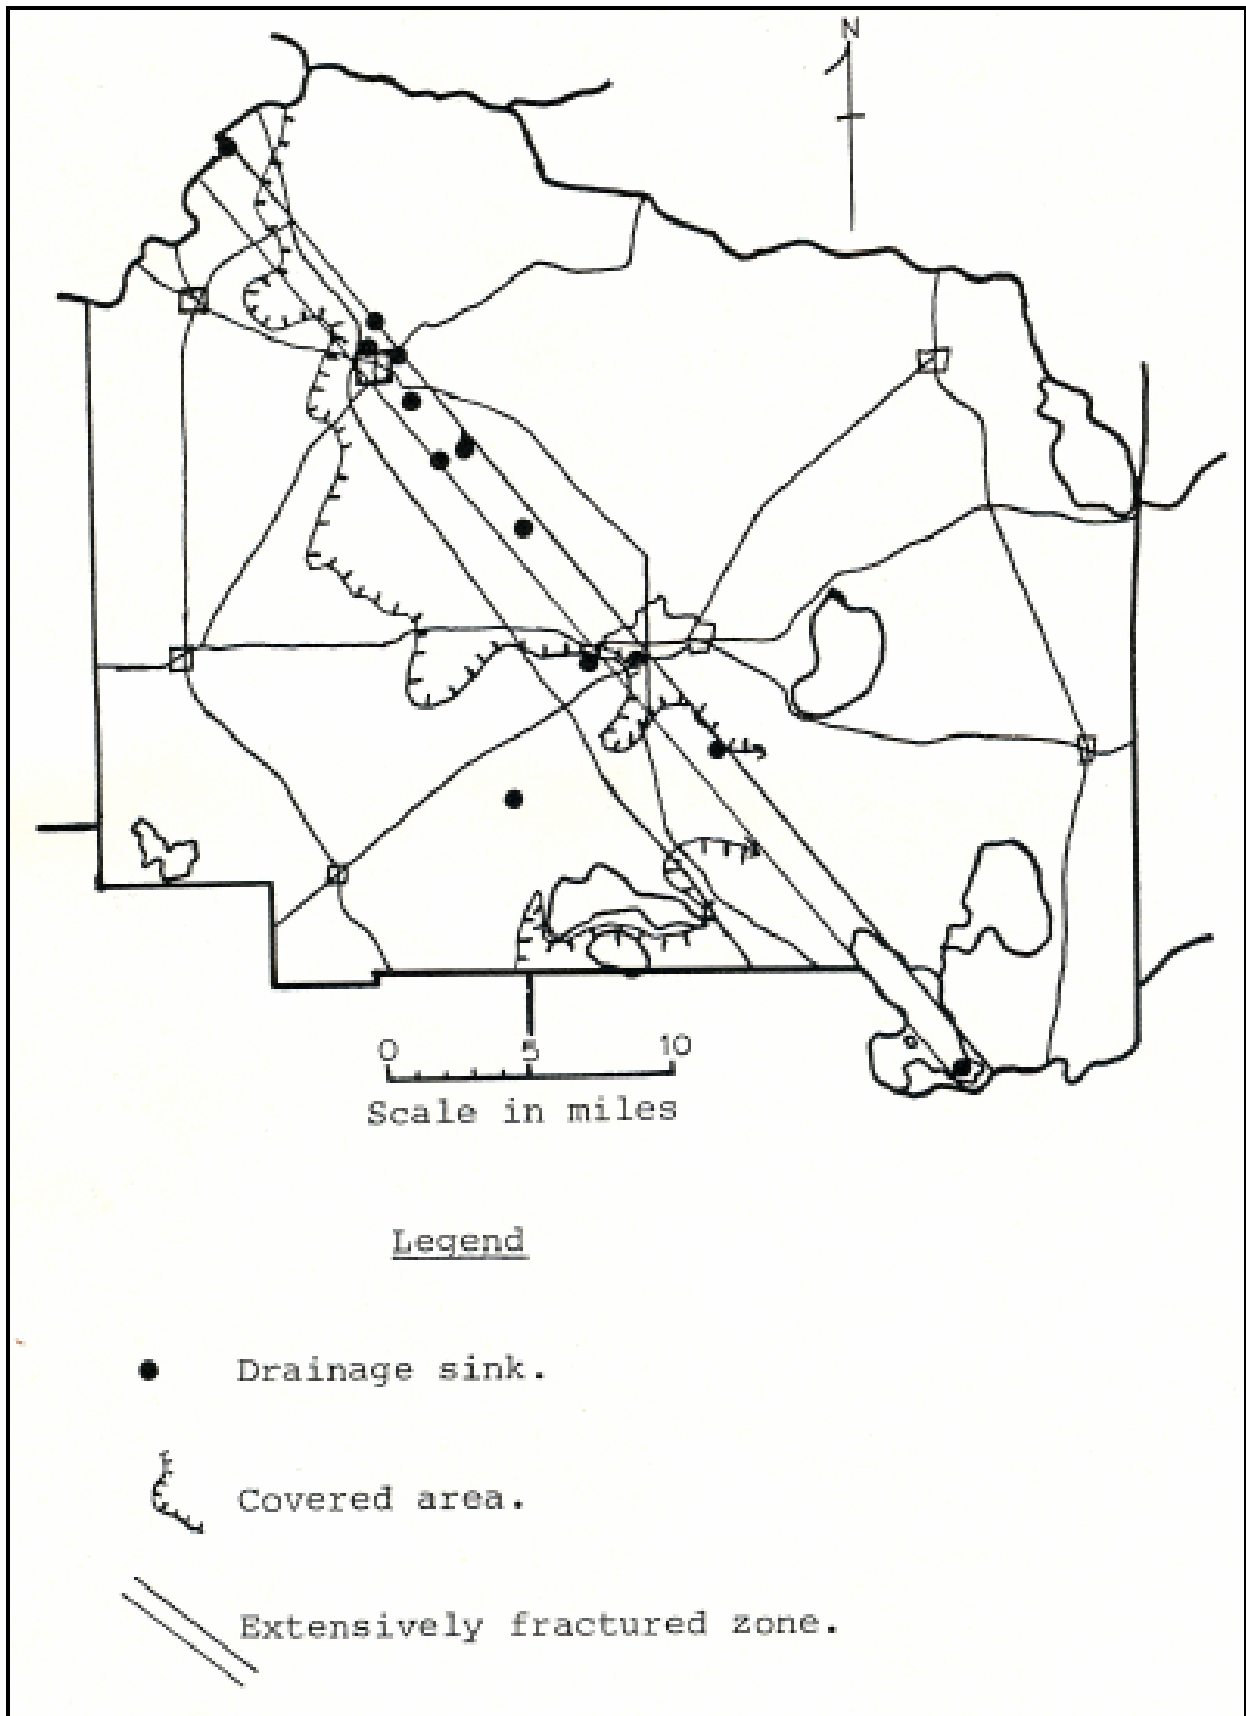 N
0 5 10
Scale in miles
Legend
Drainage sink.
Covered area.
Extensively fractured zone.